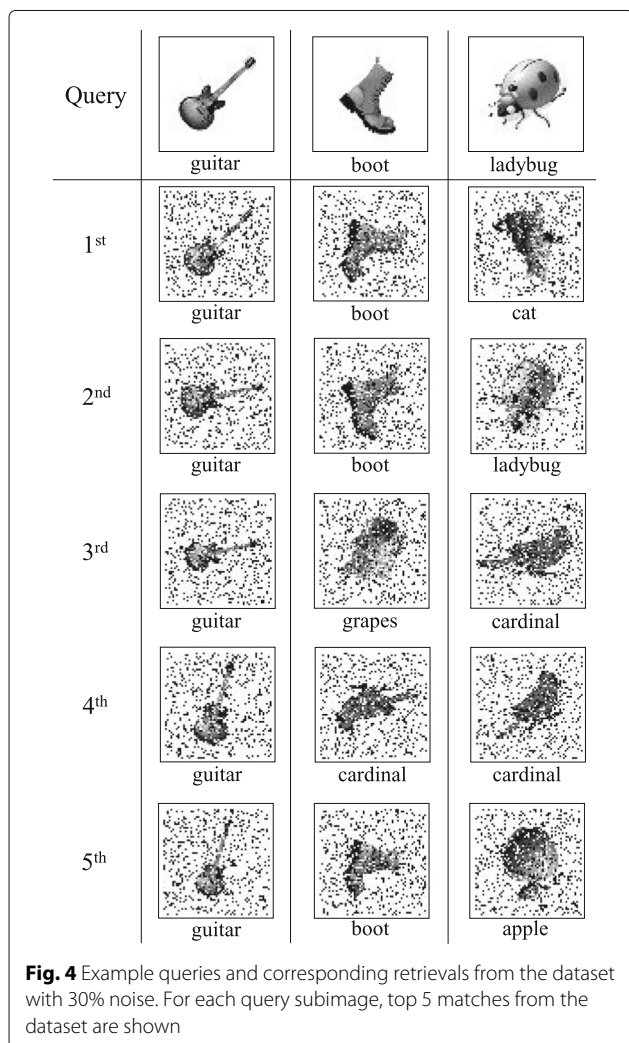 Query
guitar boot ladybug
1st
guitar boot cat
2nd
guitar boot ladybug
3rd
guitar grapes cardinal
4th
guitar cardinal cardinal
5th
guitar boot apple
Fig. 4 Example queries and corresponding retrievals from the dataset
with 30% noise. For each query subimage, top 5 matches from the
dataset are shown